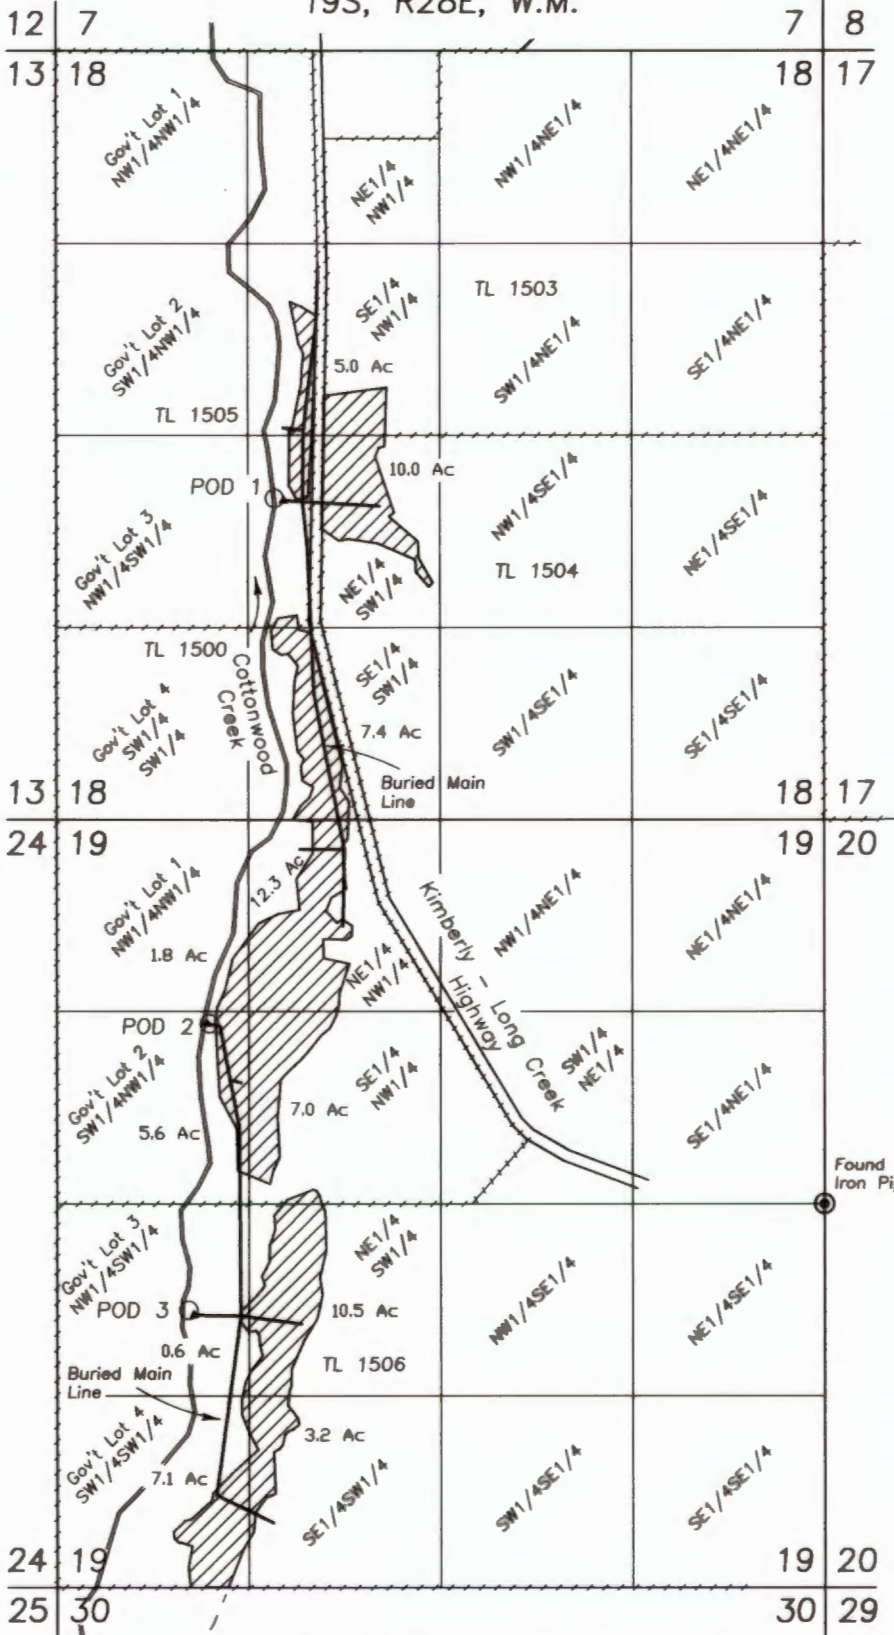 19S, R28E, W.M.
12 7
7 8
13 18
18 17
Gov't Lot 1
NW1/4NW1/4
NE1/4
NW1/4
NW1/4NE1/4
NE1/4NE1/4
Gov't Lot 2
SW1/4NW1/4
SE1/4
NW1/4
TL 1503
SW1/4NE1/4
SE1/4NE1/4
5.0 Ac
TL 1505
10.0 Ac
POD 1
Gov't Lot 3
NW1/4SW1/4
NE1/4
SW1/4
NW1/4SE1/4
TL 1504
NE1/4SE1/4
TL 1500
Cottonwood
Creek
Gov't Lot 4
SW1/4
SW1/4
SE1/4
SW1/4
SW1/4SE1/4
SE1/4SE1/4
7.4 Ac
Buried Main
Line
13 18
18 17
24 19
19 20
Gov't Lot 1
NW1/4NW1/4
12.3 Ac
1.8 Ac
NE1/4
NW1/4
Kimberly - Long Creek
Highway
NW1/4NE1/4
NE1/4NE1/4
POD 2
Gov't Lot 2
SW1/4NW1/4
5.6 Ac
7.0 Ac
SE1/4
NW1/4
SW1/4
NE1/4
SE1/4NE1/4
Found
Iron
Gov't Lot 3
NW1/4SW1/4
NE1/4
SW1/4
NW1/4SE1/4
NE1/4SE1/4
POD 3
10.5 Ac
0.6 Ac
TL 1506
Buried Main
Line
Gov't Lot 4
SW1/4SW1/4
7.1 Ac
3.2 Ac
SE1/4SW1/4
SW1/4SE1/4
SE1/4SE1/4
24 19
19 20
25 30
30 29